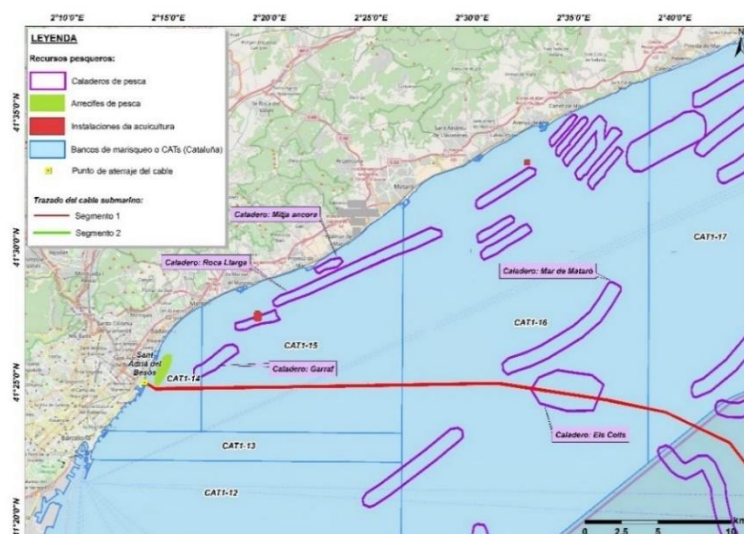 2°10'0"E 2°15'0"E 2°20'0"E 2°25'0"E 2°30'0"E 2°35'0"E 2°40'0"E
LEYENDA
Recursos pesqueros:
Caladeros de pesca
Arrecifes de pesca
Instalaciones de acuicultura
Bancos de marisqueo o CATs (Cataluña)
Punto de aterraje del cable
Trazado del cable submarino:
Segmento 1
Segmento 2
N
41°35'0"N
41°30'0"N
41°25'0"N
41°20'0"N
Mataró
Caladero: Mitja ancora
Caladero: Roca Llarga
Caladero: Mar de Mataró
CAT1-17
CAT1-16
CAT1-15
Sant
Adrià del
Besòs
CAT1-14
Caladero: Garraf
Caladero: Els Colls
Barcelona
CAT1-13
CAT1-12
0 2,5 5 10
km